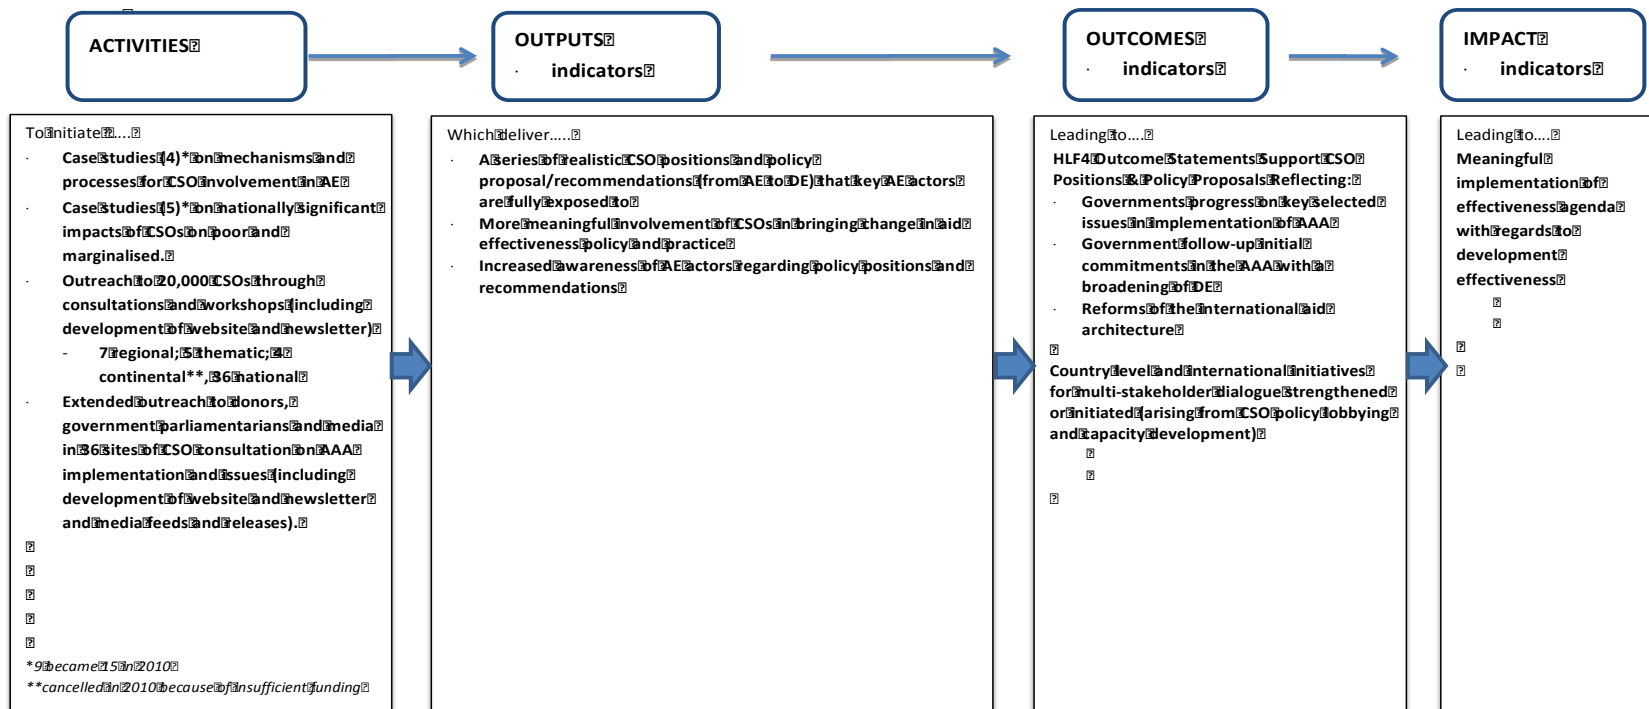 ACTIVITIES
OUTPUTS
· indicators
OUTCOMES
· indicators
IMPACT
· indicators
To initiate.....
· Case studies (4)* on mechanisms and
processes for CSO involvement in AE
· Case studies (5)* on nationally significant
impacts of CSOs on poor and
marginalised.
· Outreach to 20,000 CSOs through
consultations and workshops (including
development of website and newsletter)
- 7 regional; 5 thematic; 4
continental**, 36 national
· Extended outreach to donors,
government parliamentarians and media
in 36 sites of CSO consultation on AAA
implementation and issues (including
development of website and newsletter
and media feeds and releases).
*9 became 15 in 2010
**cancelled in 2010 because of insufficient funding
Which deliver.....
· A series of realistic CSO positions and policy
proposal/recommendations (from AE to DE) that key AE actors
are fully exposed to
· More meaningful involvement of CSOs in bringing change in aid
effectiveness policy and practice
· Increased awareness of AE actors regarding policy positions and
recommendations
Leading to....
HLF4 Outcome Statements Support CSO
Positions & Policy Proposals Reflecting:
· Governments progress on key selected
issues in implementation of AAA
· Government follow-up initial
commitments in the AAA with a
broadening of DE
· Reforms of the international aid
architecture
Country level and international initiatives
for multi-stakeholder dialogue strengthened
or initiated (arising from CSO policy lobbying
and capacity development)
Leading to....
Meaningful
implementation of
effectiveness agenda
with regards to
development
effectiveness